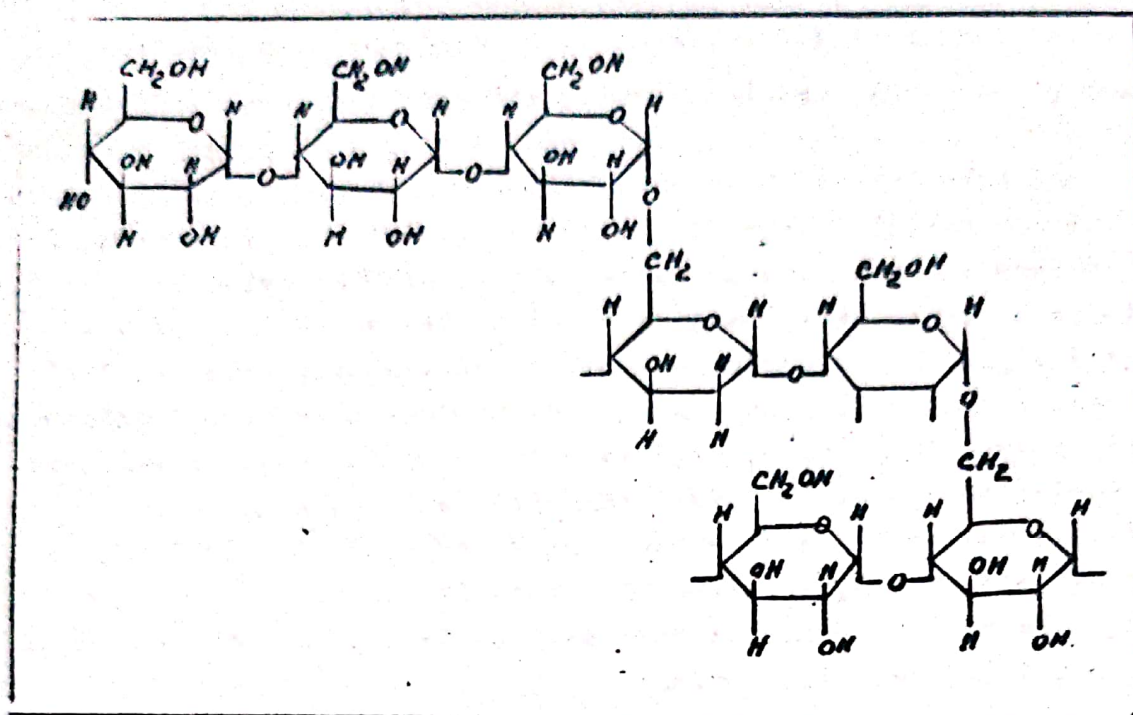 CH2OH CH2OH CH2OH
H O H H O H H O H
OH H OH H OH H
HO O O O
H OH H OH H OH
CH2 CH2OH
H O H H O H
OH H O O
H H
CH2OH CH2
H O H H O H
OH H O OH H
H OH H OH